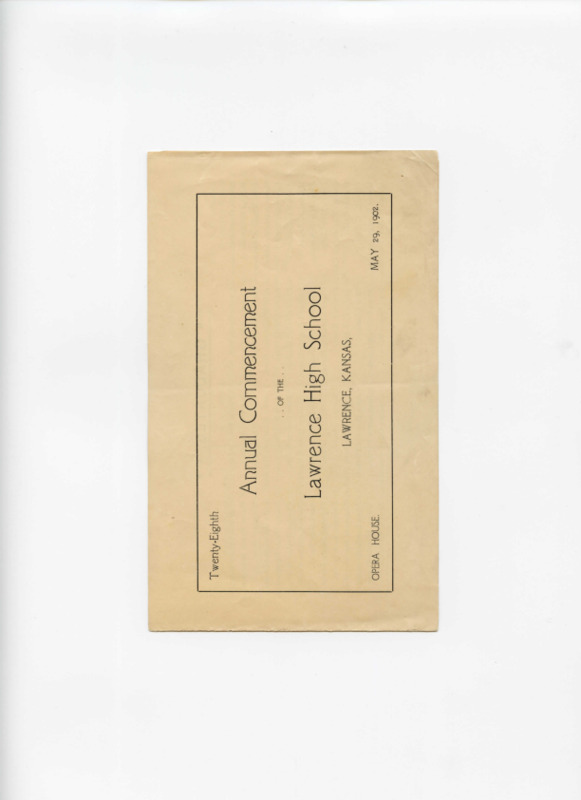 Twenty-Eighth
Annual Commencement
.. OF THE ..
Lawrence High School
LAWRENCE, KANSAS,
OPERA HOUSE. MAY 29, 1902.